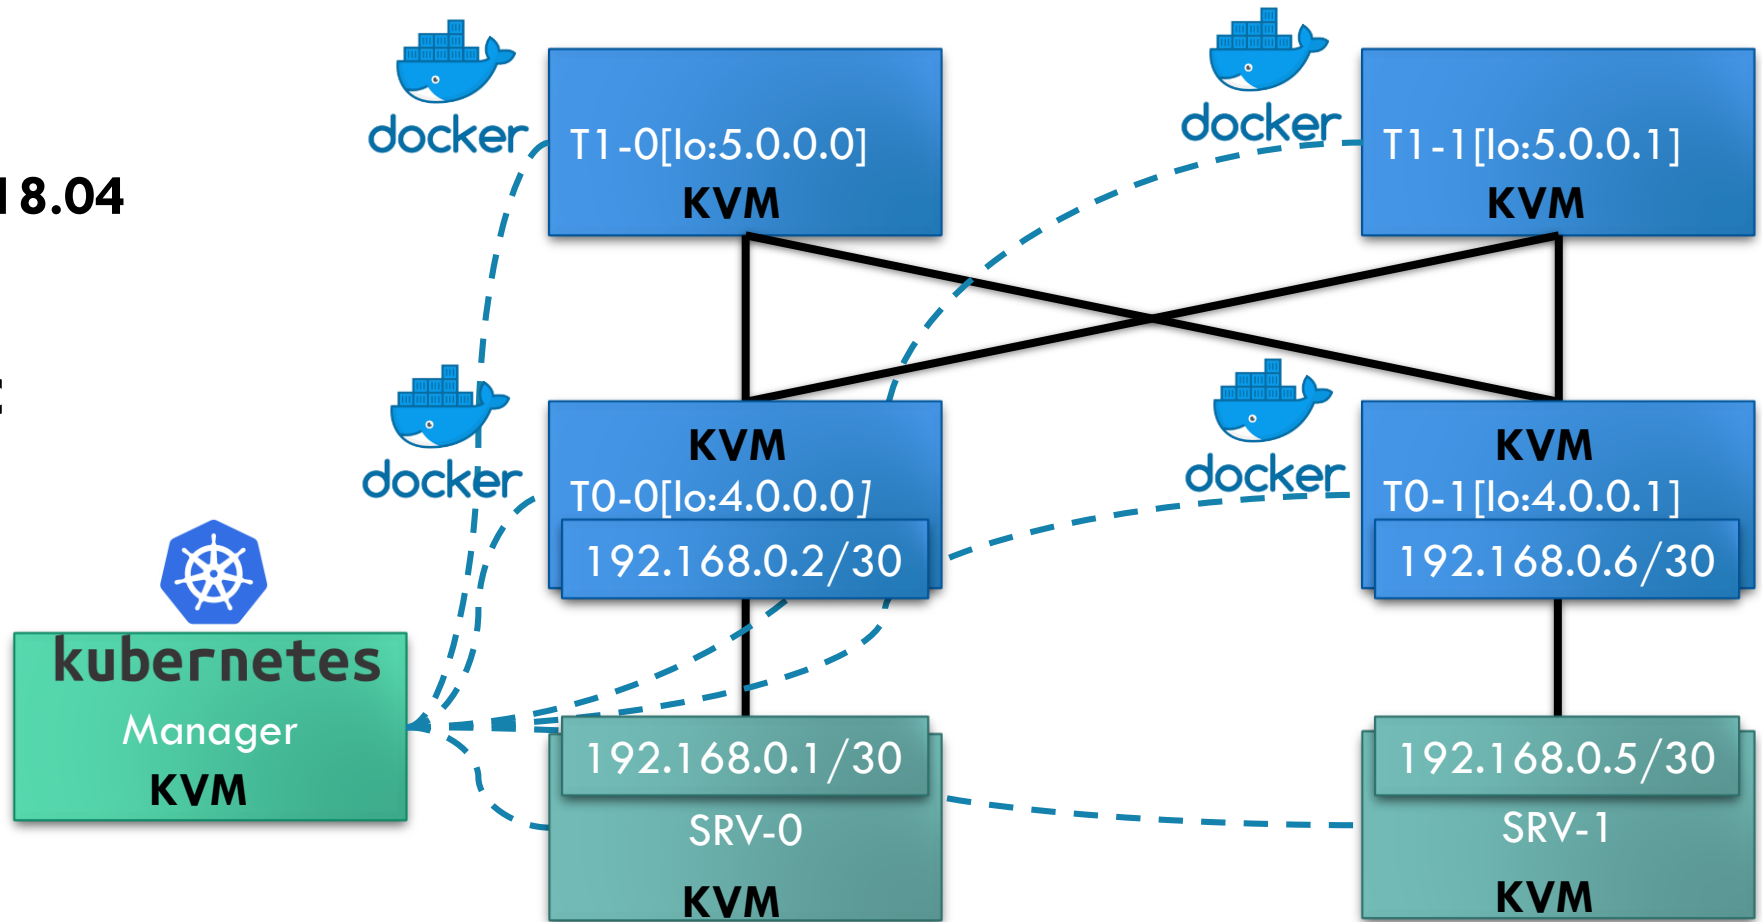 docker
docker
T1-0[lo:5.0.0.0]
KVM
T1-1[lo:5.0.0.1]
KVM
18.04
docker
docker
KVM
T0-0[lo:4.0.0.0]
192.168.0.2/30
KVM
T0-1[lo:4.0.0.1]
192.168.0.6/30
kubernetes
Manager
KVM
192.168.0.1/30
SRV-0
KVM
192.168.0.5/30
SRV-1
KVM